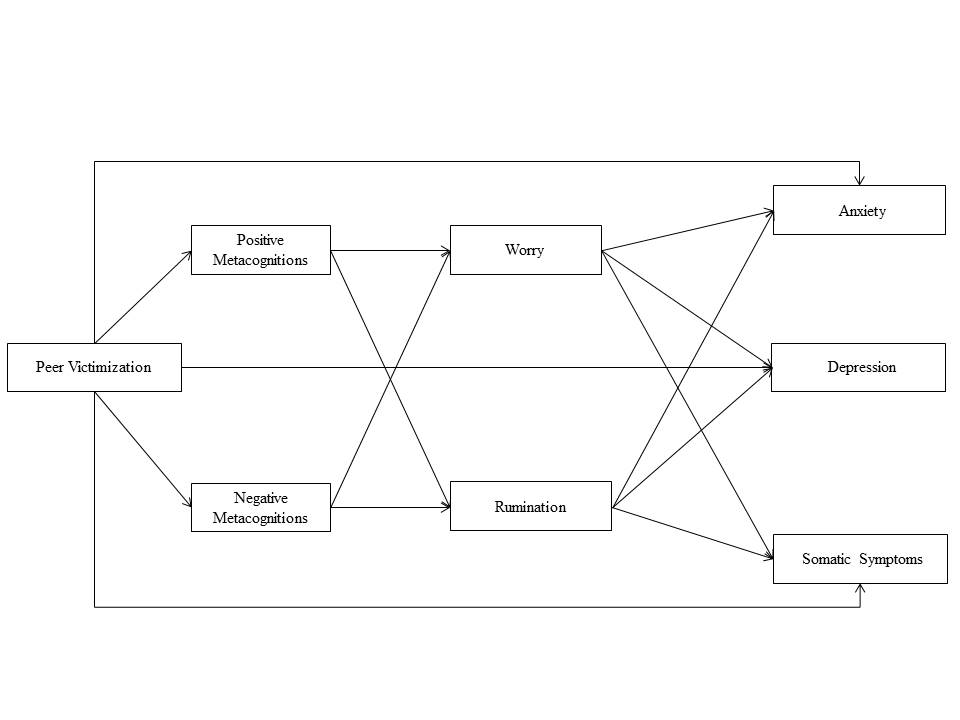 Anxiety
Positive
Metacognitions
Worry
Peer Victimization
Depression
Negative
Metacognitions
Rumination
Somatic Symptoms